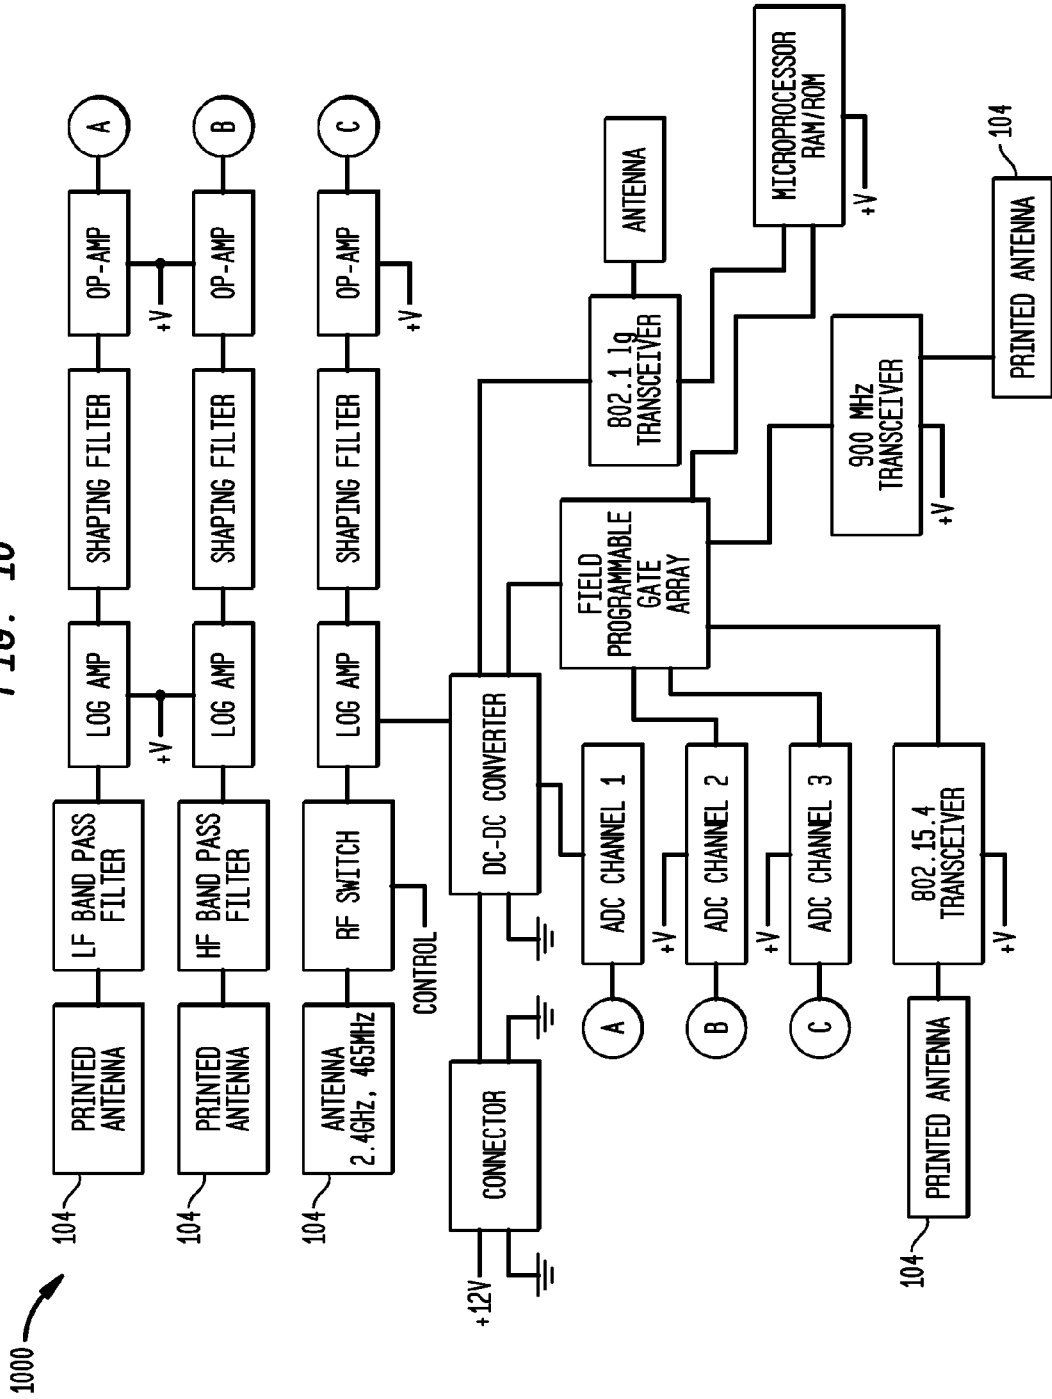 FIG. 10
1000
104
PRINTED
ANTENNA
LF BAND PASS
FILTER
LOG AMP
SHAPING FILTER
OP-AMP
A
+V
+V
104
PRINTED
ANTENNA
HF BAND PASS
FILTER
LOG AMP
SHAPING FILTER
OP-AMP
B
104
ANTENNA
2.4GHz, 465MHz
RF SWITCH
CONTROL
LOG AMP
SHAPING FILTER
OP-AMP
+V
C
+12V
CONNECTOR
DC-DC CONVERTER
802.1 lg
TRANSCEIVER
ANTENNA
A
ADC CHANNEL 1
FIELD
PROGRAMMABLE
GATE
ARRAY
MICROPROCESSOR
RAM/ROM
+V
B
+V
ADC CHANNEL 2
C
+V
ADC CHANNEL 3
900 MHz
TRANSCEIVER
+V
104
PRINTED ANTENNA
802.15.4
TRANSCEIVER
+V
PRINTED ANTENNA
104